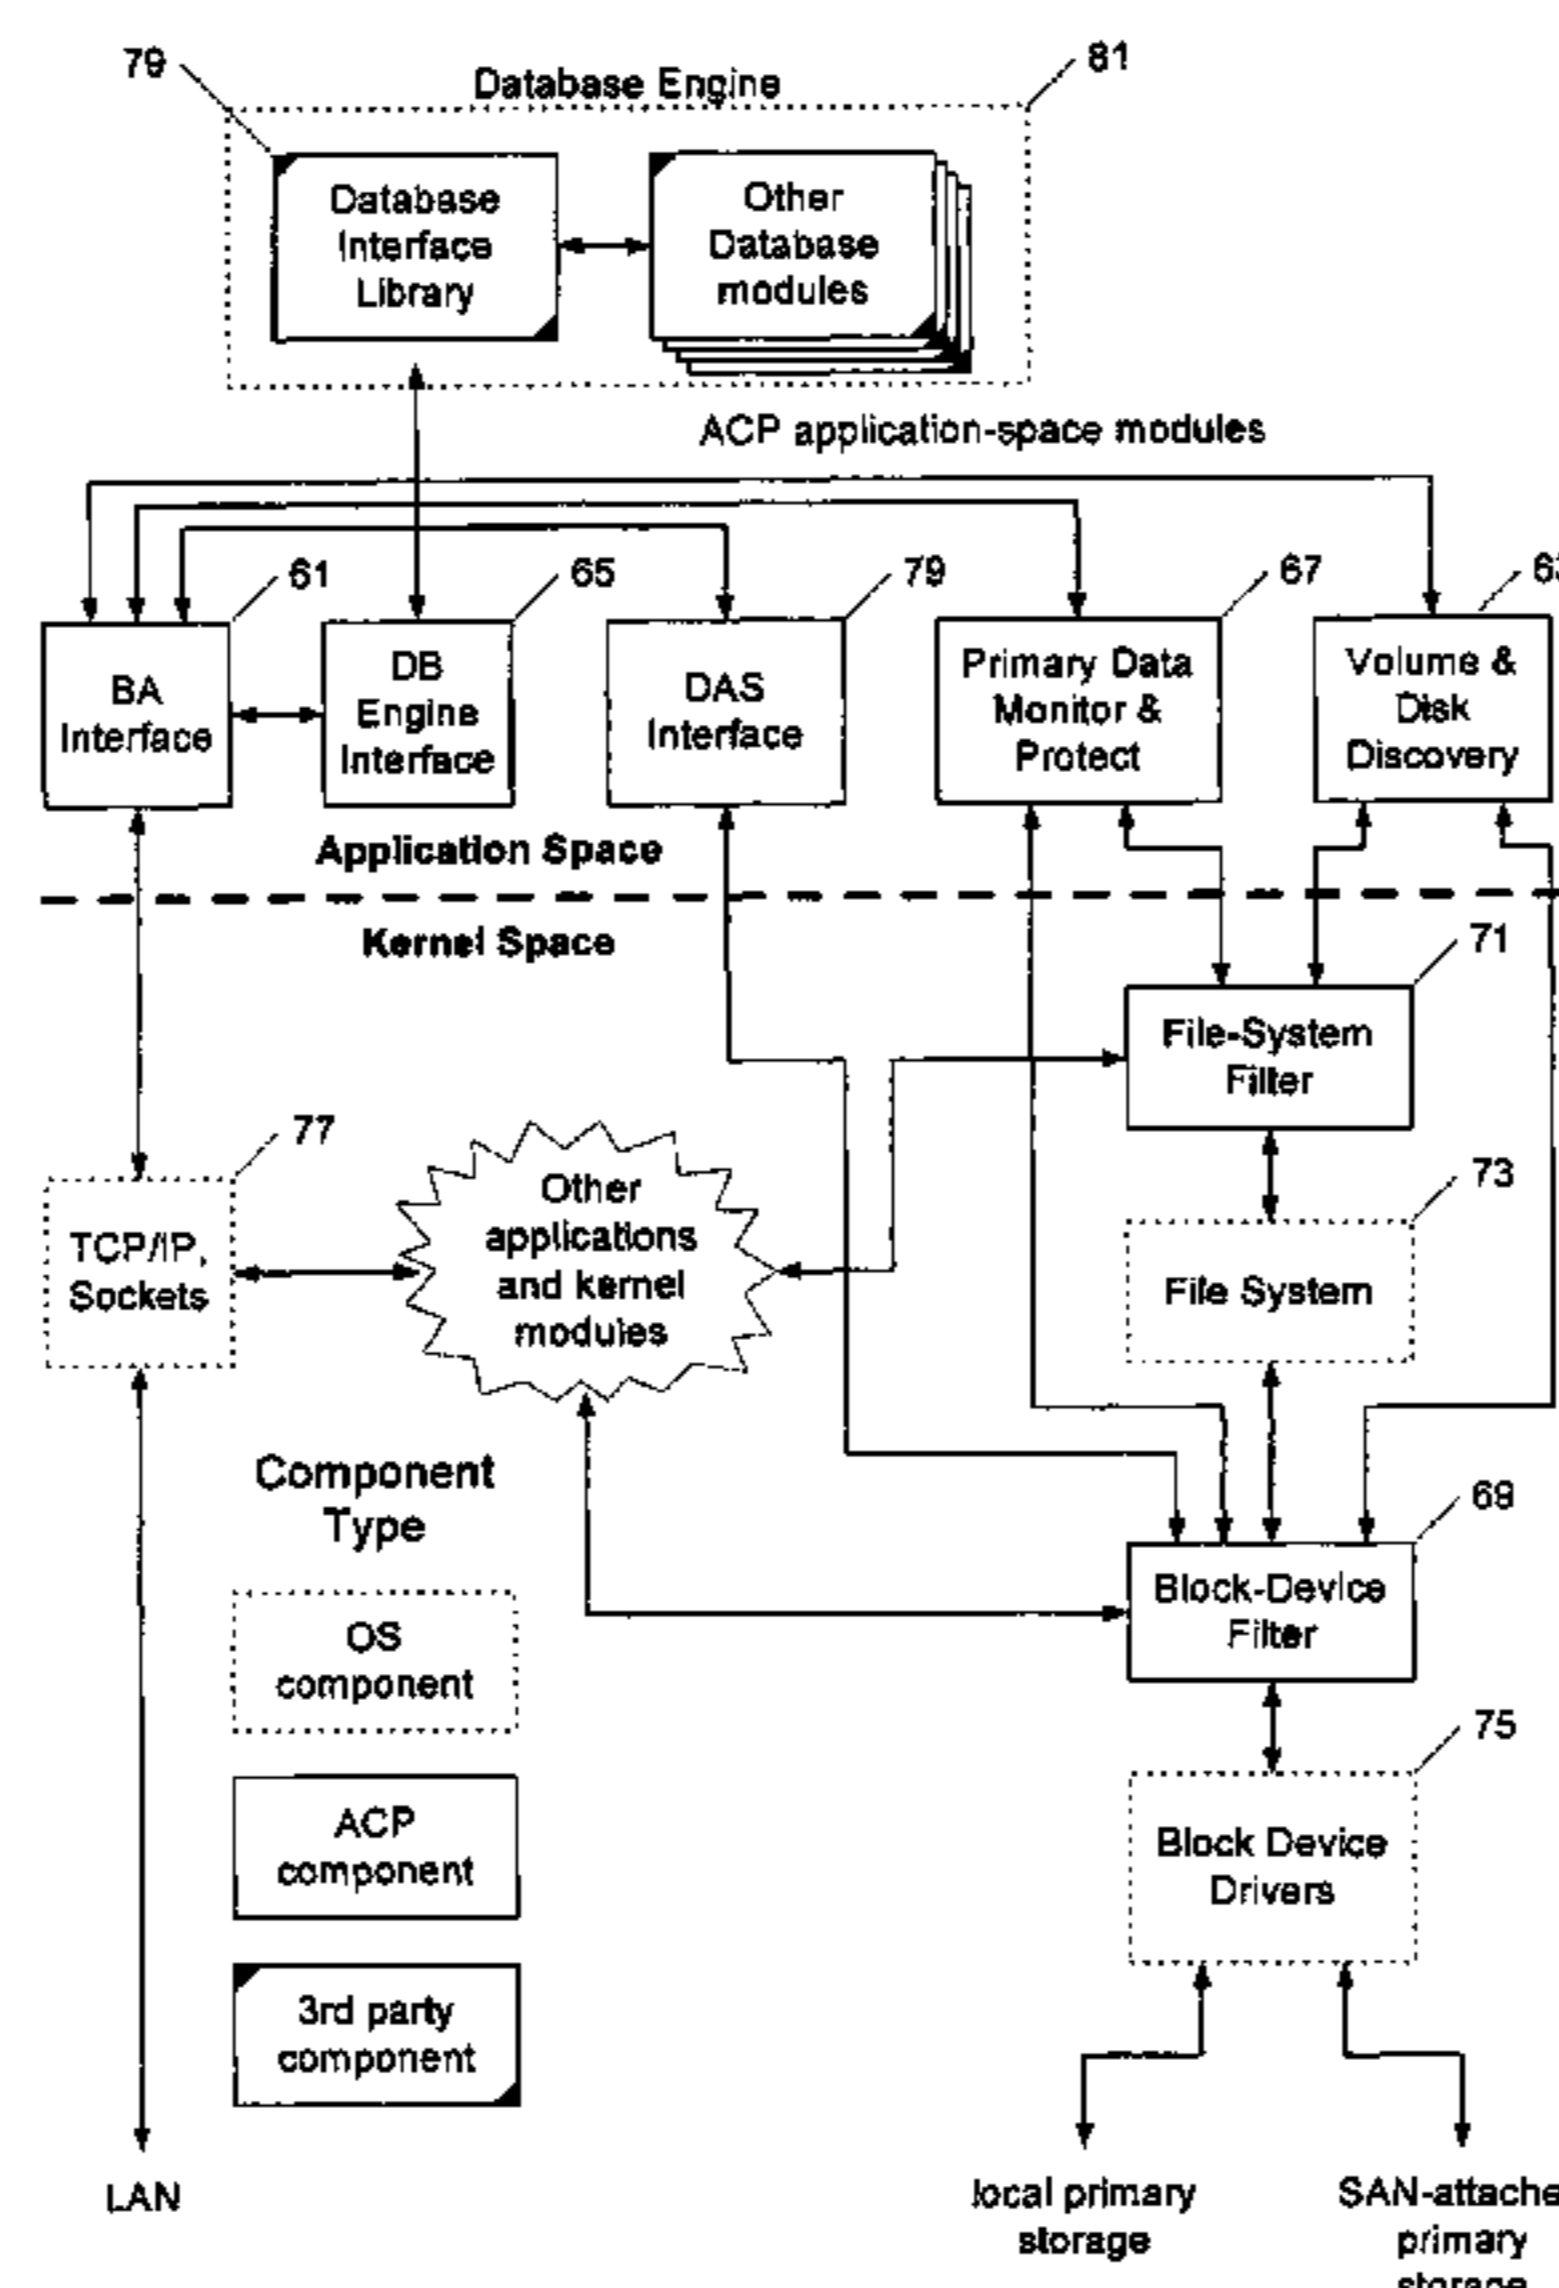 79
Database Engine
81
Database
Interface
Library
Other
Database
modules
ACP application-space modules
61
65
79
67
BA
Interface
DB
Engine
Interface
DAS
Interface
Primary Data
Monitor &
Protect
Volume &
Disk
Discovery
Application Space
Kernel Space
71
File-System
Filter
77
TCP/IP,
Sockets
Other
applications
and kernel
modules
73
File System
Component
Type
69
Block-Device
Filter
OS
component
75
Block Device
Drivers
ACP
component
3rd party
component
LAN
local primary
storage
SAN-attache
primary
storage